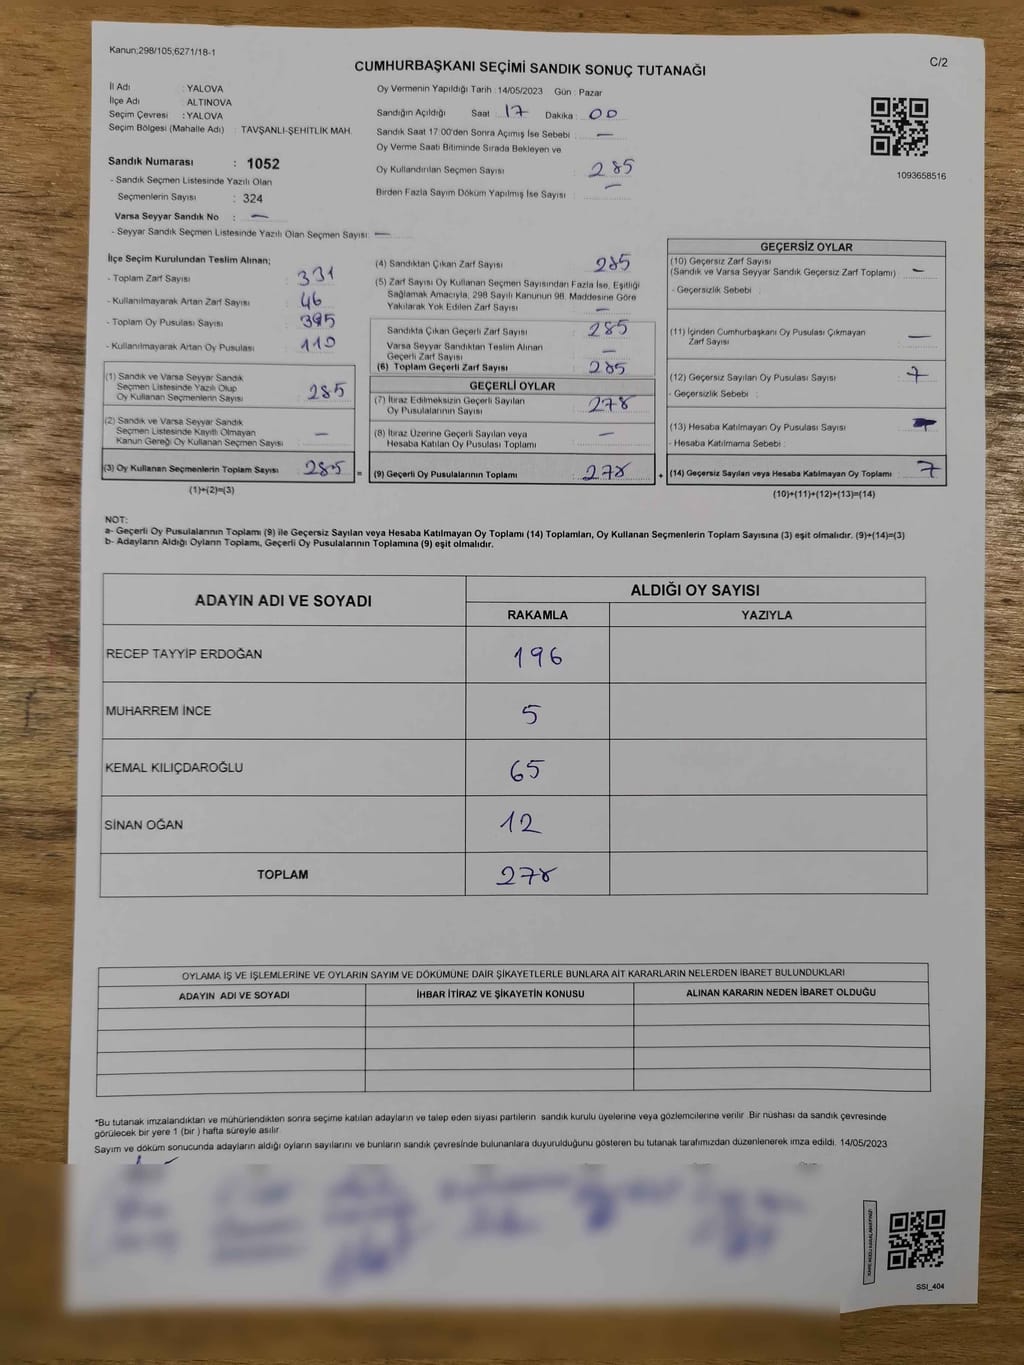 Kanun;298/105;6271/18-1
C/2
CUMHURBAŞKANI SEÇİMİ SANDIK SONUÇ TUTANAĞI
İl Adı : YALOVA
İlçe Adı : ALTINOVA
Seçim Çevresi : YALOVA
Seçim Bölgesi (Mahalle Adı) : TAVŞANLI-ŞEHİTLİK MAH.
Sandık Numarası : 1052
- Sandık Seçmen Listesinde Yazılı Olan
Seçmenlerin Sayısı : 324
Varsa Seyyar Sandık No : —
- Seyyar Sandık Seçmen Listesinde Yazılı Olan Seçmen Sayısı: —
Oy Vermenin Yapıldığı Tarih : 14/05/2023 Gün : Pazar
Sandığın Açıldığı Saat : 17 Dakika : 00
Sandık Saat 17.00'den Sonra Açımış İse Sebebi : —
Oy Verme Saati Bitiminde Sırada Bekleyen ve
Oy Kullandırılan Seçmen Sayısı : 285
Birden Fazla Sayım Döküm Yapılmış İse Sayısı : —
1093658516
İlçe Seçim Kurulundan Teslim Alınan;
- Toplam Zarf Sayısı : 331
- Kullanılmayarak Artan Zarf Sayısı : 46
- Toplam Oy Pusulası Sayısı : 395
- Kullanılmayarak Artan Oy Pusulası : 110
(1) Sandık ve Varsa Seyyar Sandık
Seçmen Listesinde Yazılı Olup
Oy Kullanan Seçmenlerin Sayısı : 285
(2) Sandık ve Varsa Seyyar Sandık
Seçmen Listesinde Kayıtlı Olmayan
Kanun Gereği Oy Kullanan Seçmen Sayısı : —
(3) Oy Kullanan Seçmenlerin Toplam Sayısı : 285 =
(1)+(2)=(3)
(4) Sandıktan Çıkan Zarf Sayısı : 285
(5) Zarf Sayısı Oy Kullanan Seçmen Sayısından Fazla İse, Eşitliği
Sağlamak Amacıyla, 298 Sayılı Kanunun 98. Maddesine Göre
Yakılarak Yok Edilen Zarf Sayısı : —
Sandıkta Çıkan Geçerli Zarf Sayısı : 285
Varsa Seyyar Sandıktan Teslim Alınan
Geçerli Zarf Sayısı : —
(6) Toplam Geçerli Zarf Sayısı : 285
GEÇERLİ OYLAR
(7) İtiraz Edilmeksizin Geçerli Sayılan
Oy Pusulalarının Sayısı : 278
(8) İtiraz Üzerine Geçerli Sayılan veya
Hesaba Katılan Oy Pusulası Toplamı : —
(9) Geçerli Oy Pusulalarının Toplamı : 278 +
GEÇERSİZ OYLAR
(10) Geçersiz Zarf Sayısı
(Sandık ve Varsa Seyyar Sandık Geçersiz Zarf Toplamı) : —
- Geçersizlik Sebebi :
(11) İçinden Cumhurbaşkanı Oy Pusulası Çıkmayan
Zarf Sayısı : —
(12) Geçersiz Sayılan Oy Pusulası Sayısı : 7
- Geçersizlik Sebebi :
(13) Hesaba Katılmayan Oy Pusulası Sayısı :
- Hesaba Katılmama Sebebi :
(14) Geçersiz Sayılan veya Hesaba Katılmayan Oy Toplamı : 7
(10)+(11)+(12)+(13)=(14)
NOT:
a- Geçerli Oy Pusulalarının Toplamı (9) ile Geçersiz Sayılan veya Hesaba Katılmayan Oy Toplamı (14) Toplamları, Oy Kullanan Seçmenlerin Toplam Sayısına (3) eşit olmalıdır. (9)+(14)=(3)
b- Adayların Aldığı Oyların Toplamı, Geçerli Oy Pusulalarının Toplamına (9) eşit olmalıdır.
ADAYIN ADI VE SOYADI ALDIĞI OY SAYISI
RAKAMLA YAZIYLA
RECEP TAYYİP ERDOĞAN 196
MUHARREM İNCE 5
KEMAL KILIÇDAROĞLU 65
SİNAN OĞAN 12
TOPLAM 278
OYLAMA İŞ VE İŞLEMLERİNE VE OYLARIN SAYIM VE DÖKÜMÜNE DAİR ŞİKAYETLERLE BUNLARA AİT KARARLARIN NELERDEN İBARET BULUNDUKLARI
ADAYIN ADI VE SOYADI İHBAR İTİRAZ VE ŞİKAYETİN KONUSU ALINAN KARARIN NEDEN İBARET OLDUĞU
*Bu tutanak imzalandıktan ve mühürlendikten sonra seçime katılan adayların ve talep eden siyasi partilerin sandık kurulu üyelerine veya gözlemcilerine verilir. Bir nüshası da sandık çevresinde
görülecek bir yere 1 (bir ) hafta süreyle asılır.
Sayım ve döküm sonucunda adayların aldığı oyların sayılarını ve bunların sandık çevresinde bulunanlara duyurulduğunu gösteren bu tutanak tarafımızdan düzenlenerek imza edildi. 14/05/2023
SSI_404